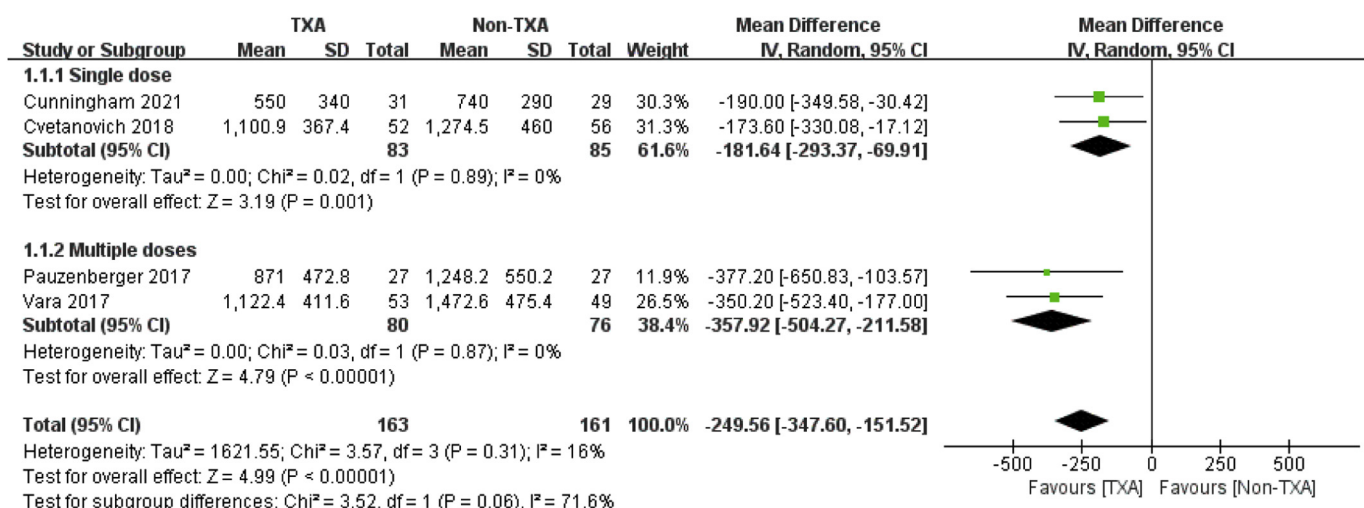 TXA Non-TXA Mean Difference Mean Difference
Study or Subgroup Mean SD Total Mean SD Total Weight IV, Random, 95% CI IV, Random, 95% CI
1.1.1 Single dose
Cunningham 2021 550 340 31 740 290 29 30.3% -190.00 [-349.58, -30.42]
Cvetanovich 2018 1,100.9 367.4 52 1,274.5 460 56 31.3% -173.60 [-330.08, -17.12]
Subtotal (95% CI) 83 85 61.6% -181.64 [-293.37, -69.91]
Heterogeneity: Tau² = 0.00; Chi² = 0.02, df = 1 (P = 0.89); I² = 0%
Test for overall effect: Z = 3.19 (P = 0.001)
1.1.2 Multiple doses
Pauzenberger 2017 871 472.8 27 1,248.2 550.2 27 11.9% -377.20 [-650.83, -103.57]
Vara 2017 1,122.4 411.6 53 1,472.6 475.4 49 26.5% -350.20 [-523.40, -177.00]
Subtotal (95% CI) 80 76 38.4% -357.92 [-504.27, -211.58]
Heterogeneity: Tau² = 0.00; Chi² = 0.03, df = 1 (P = 0.87); I² = 0%
Test for overall effect: Z = 4.79 (P < 0.00001)
Total (95% CI) 163 161 100.0% -249.56 [-347.60, -151.52]
Heterogeneity: Tau² = 1621.55; Chi² = 3.57, df = 3 (P = 0.31); I² = 16%
Test for overall effect: Z = 4.99 (P < 0.00001)
Test for subgroup differences: Chi² = 3.52, df = 1 (P = 0.06), I² = 71.6%
-500 -250 0 250 500
Favours [TXA] Favours [Non-TXA]